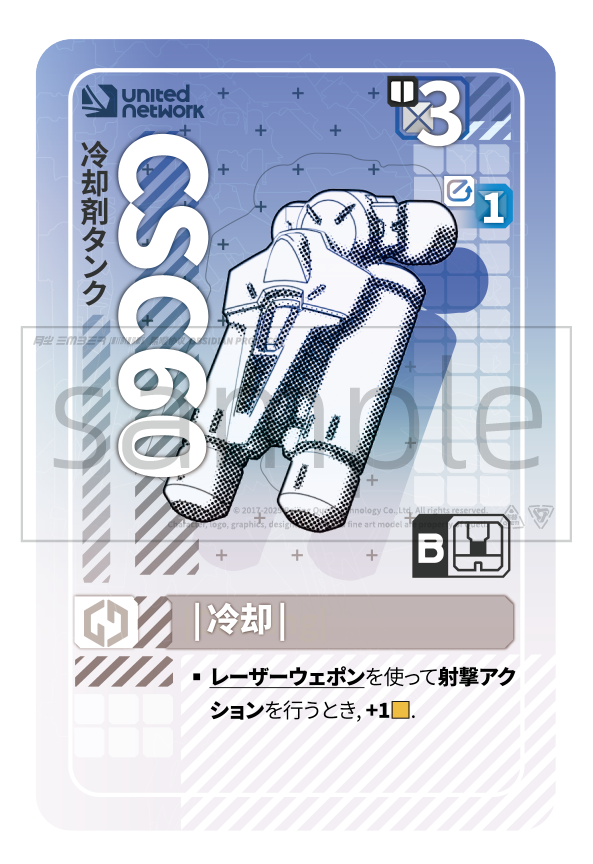 united
network
3
1
冷却剤タンク
CSC60
sample
B
|冷却|
▪ レーザーウェポンを使って射撃アク
ションを行うとき, +1.